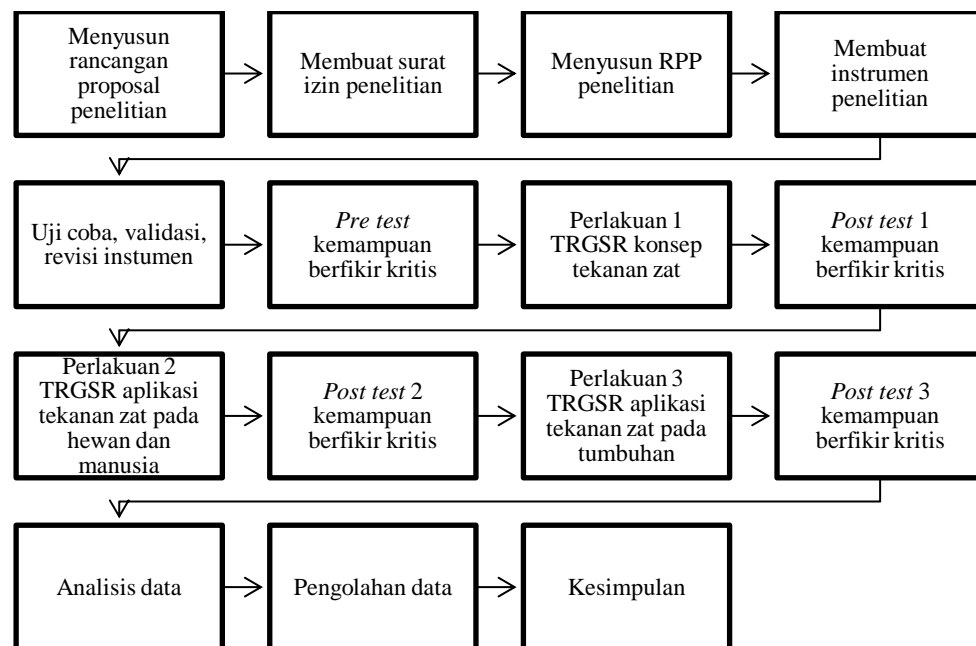 Menyusun
rancangan
proposal
penelitian
Membuat surat
izin penelitian
Menyusun RPP
penelitian
Membuat
instrumen
penelitian
Uji coba, validasi,
revisi instumen
Pre test
kemampuan
berfikir kritis
Perlakuan 1
TRGSR konsep
tekanan zat
Post test 1
kemampuan
berfikir kritis
Perlakuan 2
TRGSR aplikasi
tekanan zat pada
hewan dan
manusia
Post test 2
kemampuan
berfikir kritis
Perlakuan 3
TRGSR aplikasi
tekanan zat pada
tumbuhan
Post test 3
kemampuan
berfikir kritis
Analisis data
Pengolahan data
Kesimpulan